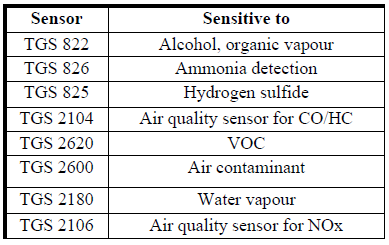 Sensor Sensitive to
TGS 822 Alcohol, organic vapour
TGS 826 Ammonia detection
TGS 825 Hydrogen sulfide
TGS 2104 Air quality sensor for CO/HC
TGS 2620 VOC
TGS 2600 Air contaminant
TGS 2180 Water vapour
TGS 2106 Air quality sensor for NOx